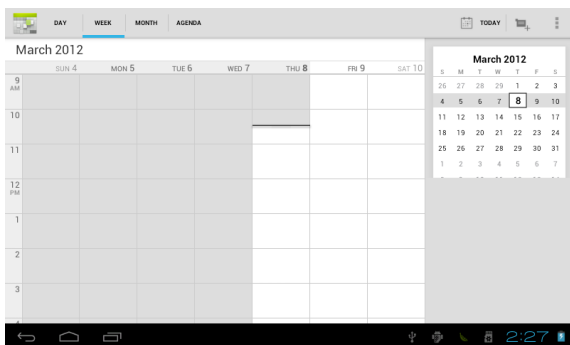 DAY WEEK MONTH AGENDA TODAY
March 2012
SUN 4 MON 5 TUE 6 WED 7 THU 8 FRI 9 SAT 10
9
AM
10
11
12
PM
1
2
3
March 2012
S M T W T F S
26 27 28 29 1 2 3
4 5 6 7 8 9 10
11 12 13 14 15 16 17
18 19 20 21 22 23 24
25 26 27 28 29 30 31
1 2 3 4 5 6 7
2:27